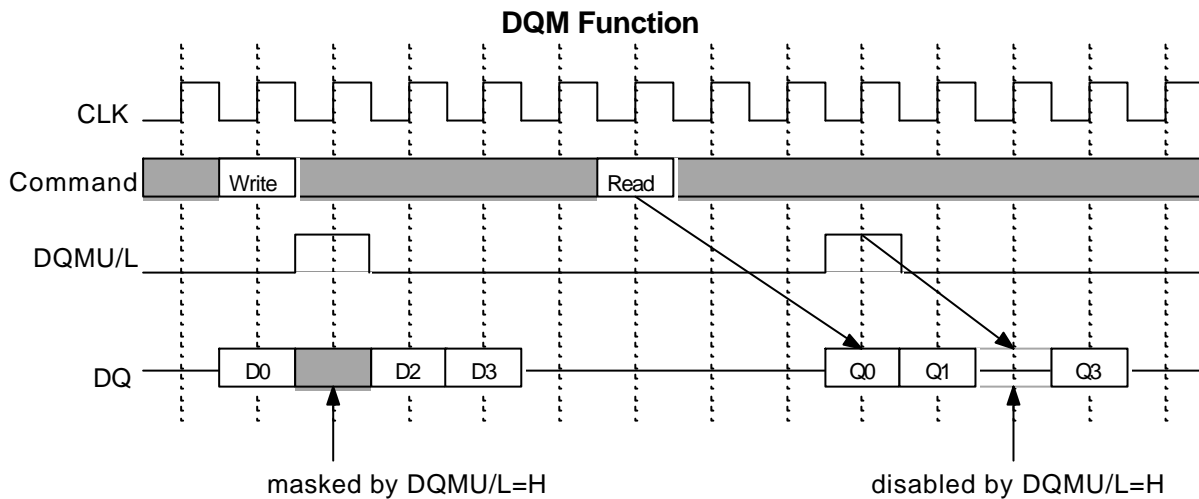 DQM Function
CLK
Command Write Read
DQMU/L
DQ D0 D2 D3 Q0 Q1 Q3
masked by DQMU/L=H disabled by DQMU/L=H